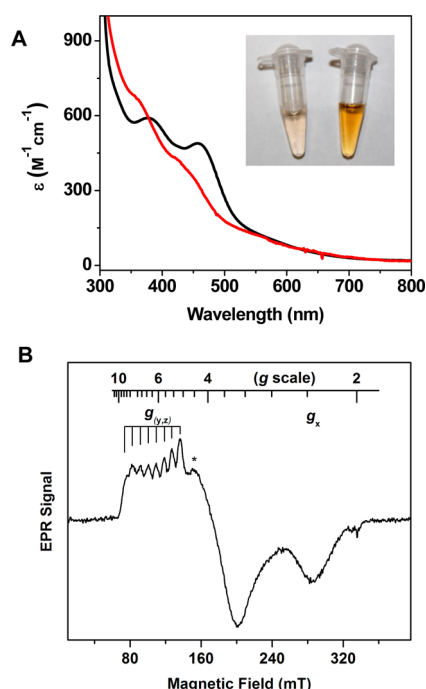 A
900
600
300
0
ε (M⁻¹cm⁻¹)
300 400 500 600 700 800
Wavelength (nm)
B
10 6 4 (g scale) 2
g(y,z) gx
*
EPR Signal
80 160 240 320
Magnetic Field (mT)